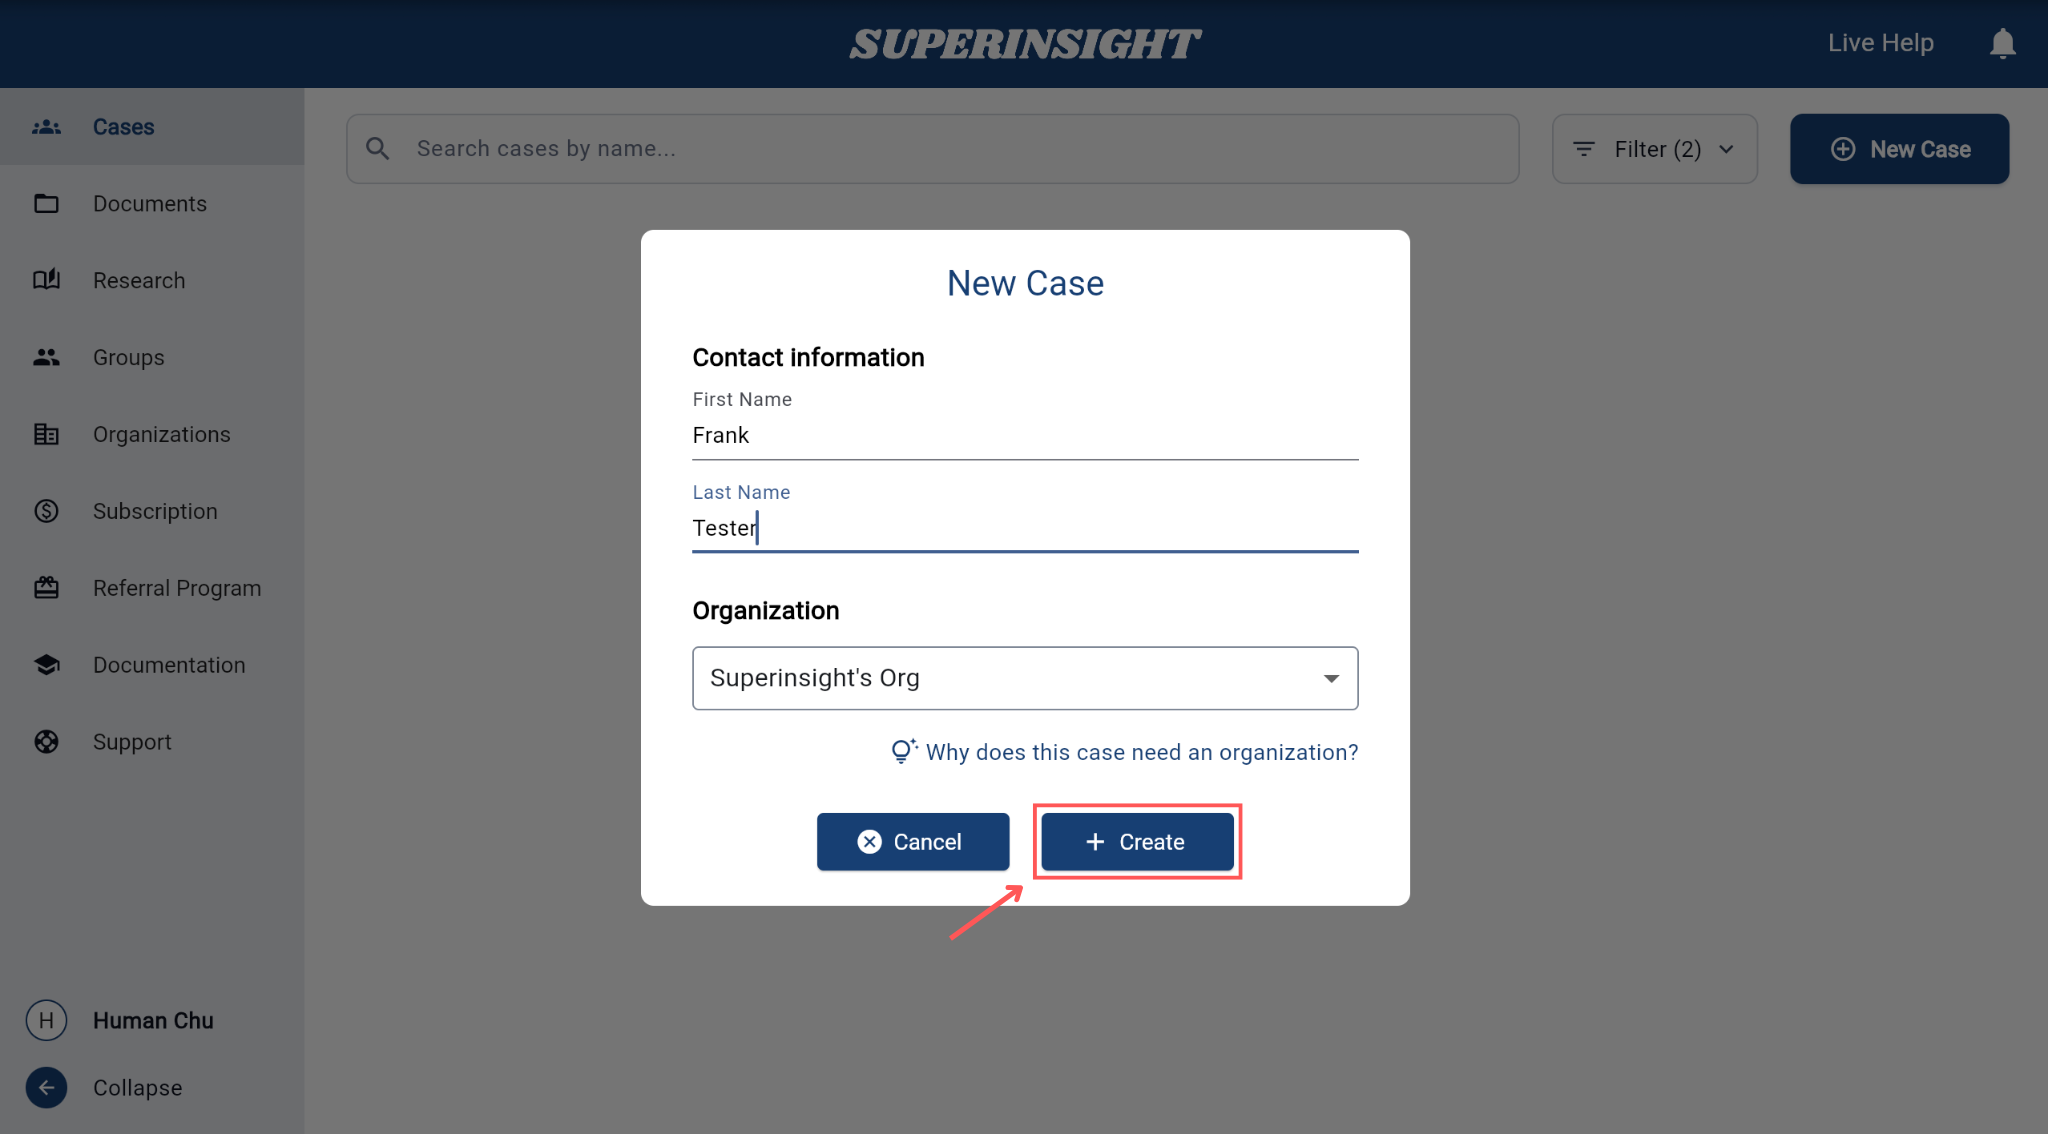 SUPERINSIGHT
Live Help
Cases
Documents
Research
Groups
Organizations
Subscription
Referral Program
Documentation
Support
H
Human Chu
Collapse
Search cases by name...
Filter (2)
New Case
New Case
Contact information
First Name
Frank
Last Name
Tester
Organization
Superinsight's Org
Why does this case need an organization?
Cancel
Create